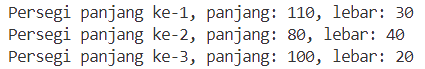 Persegi panjang ke-1, panjang: 110, lebar: 30
Persegi panjang ke-2, panjang: 80, lebar: 40
Persegi panjang ke-3, panjang: 100, lebar: 20